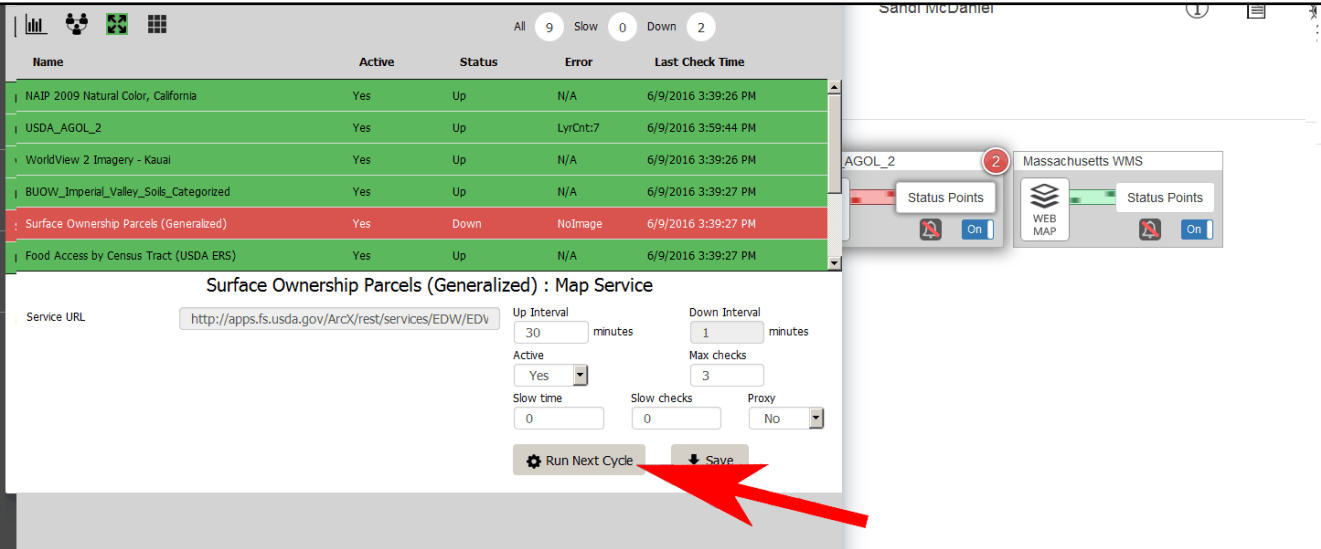 Sandi McDaniel
All 9 Slow 0 Down 2
Name Active Status Error Last Check Time
NAIP 2009 Natural Color, California Yes Up N/A 6/9/2016 3:39:26 PM
USDA_AGOL_2 Yes Up LyrCnt:7 6/9/2016 3:59:44 PM
WorldView 2 Imagery - Kauai Yes Up N/A 6/9/2016 3:39:26 PM
BUOW_Imperial_Valley_Soils_Categorized Yes Up N/A 6/9/2016 3:39:27 PM
Surface Ownership Parcels (Generalized) Yes Down NoImage 6/9/2016 3:39:27 PM
Food Access by Census Tract (USDA ERS) Yes Up N/A 6/9/2016 3:39:27 PM
Surface Ownership Parcels (Generalized) : Map Service
Service URL http://apps.fs.usda.gov/ArcX/rest/services/EDW/EDW
Up Interval Down Interval
30 minutes 1 minutes
Active Max checks
Yes 3
Slow time Slow checks Proxy
0 0 No
Run Next Cycle Save
AGOL_2 2
Status Points
On
Massachusetts WMS
WEB
MAP
Status Points
On